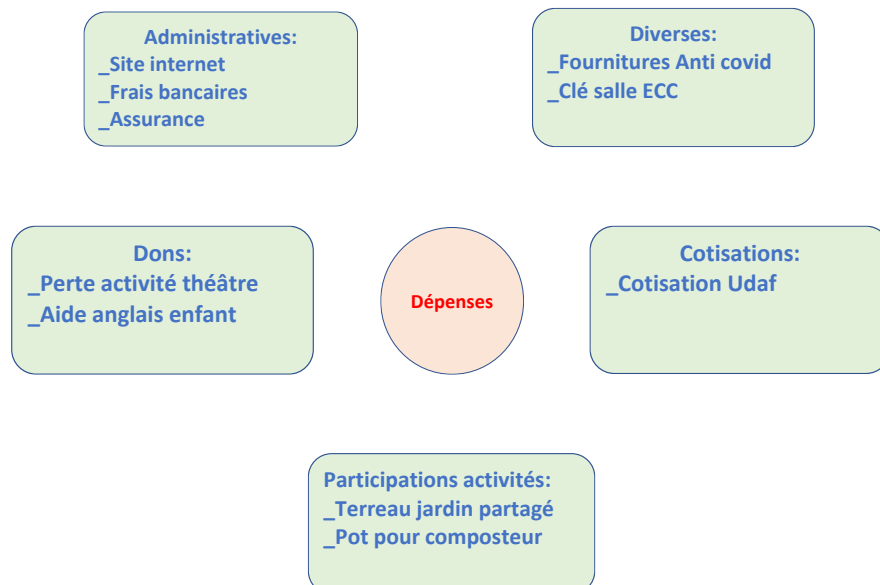 Administratives:
_Site internet
_Frais bancaires
_Assurance
Diverses:
_Fournitures Anti covid
_Clé salle ECC
Dons:
_Perte activité théâtre
_Aide anglais enfant
Dépenses
Cotisations:
_Cotisation Udaf
Participations activités:
_Terreau jardin partagé
_Pot pour composteur